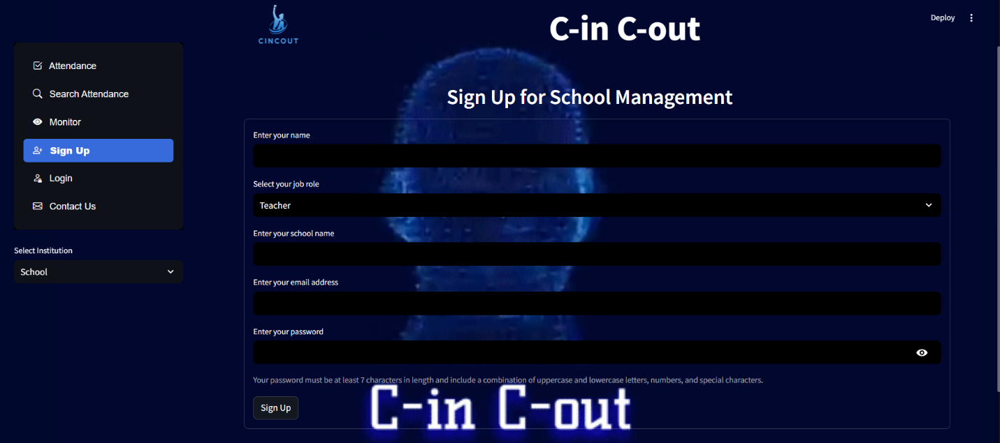 CINCOUT
C-in C-out
Deploy
Attendance
Search Attendance
Monitor
Sign Up
Login
Contact Us
Select Institution
School
Sign Up for School Management
Enter your name
Select your job role
Teacher
Enter your school name
Enter your email address
Enter your password
Your password must be at least 7 characters in length and include a combination of uppercase and lowercase letters, numbers, and special characters.
Sign Up
C-in C-out